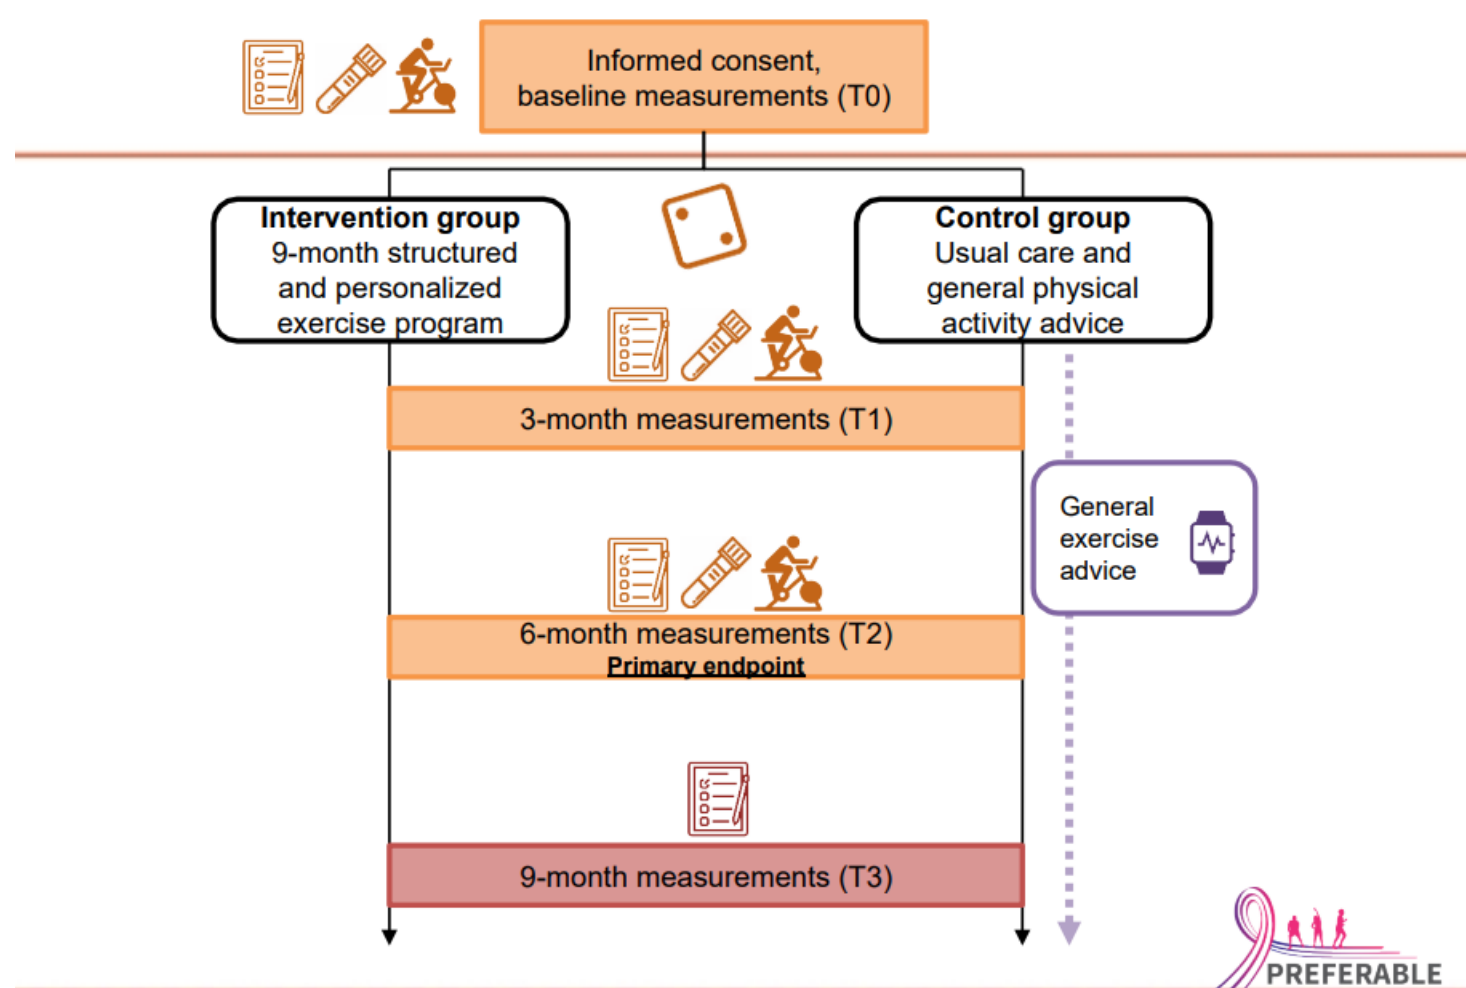 Informed consent,
baseline measurements (T0)
Intervention group
9-month structured
and personalized
exercise program
Control group
Usual care and
general physical
activity advice
3-month measurements (T1)
General
exercise
advice
6-month measurements (T2)
Primary endpoint
9-month measurements (T3)
PREFERABLE